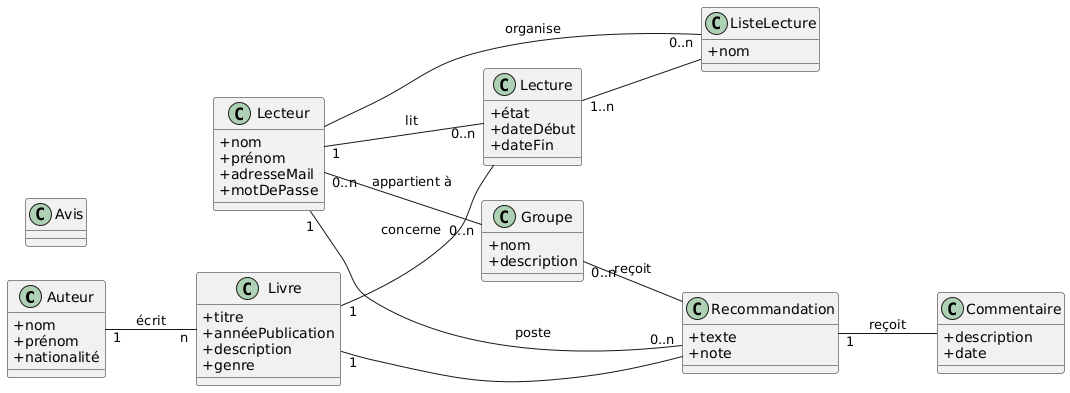 organise
C ListeLecture
0..n
+nom
C Lecture
+état
+dateDébut
+dateFin
1..n
C Lecteur
+nom
+prénom
+adresseMail
+motDePasse
lit
1
0..n
0..n
appartient à
C Avis
concerne
0..n
C Groupe
+nom
+description
1
0..n
reçoit
C Auteur
+nom
+prénom
+nationalité
écrit
1
n
C Livre
+titre
+annéePublication
+description
+genre
1
1
poste
0..n
C Recommandation
+texte
+note
reçoit
1
C Commentaire
+description
+date